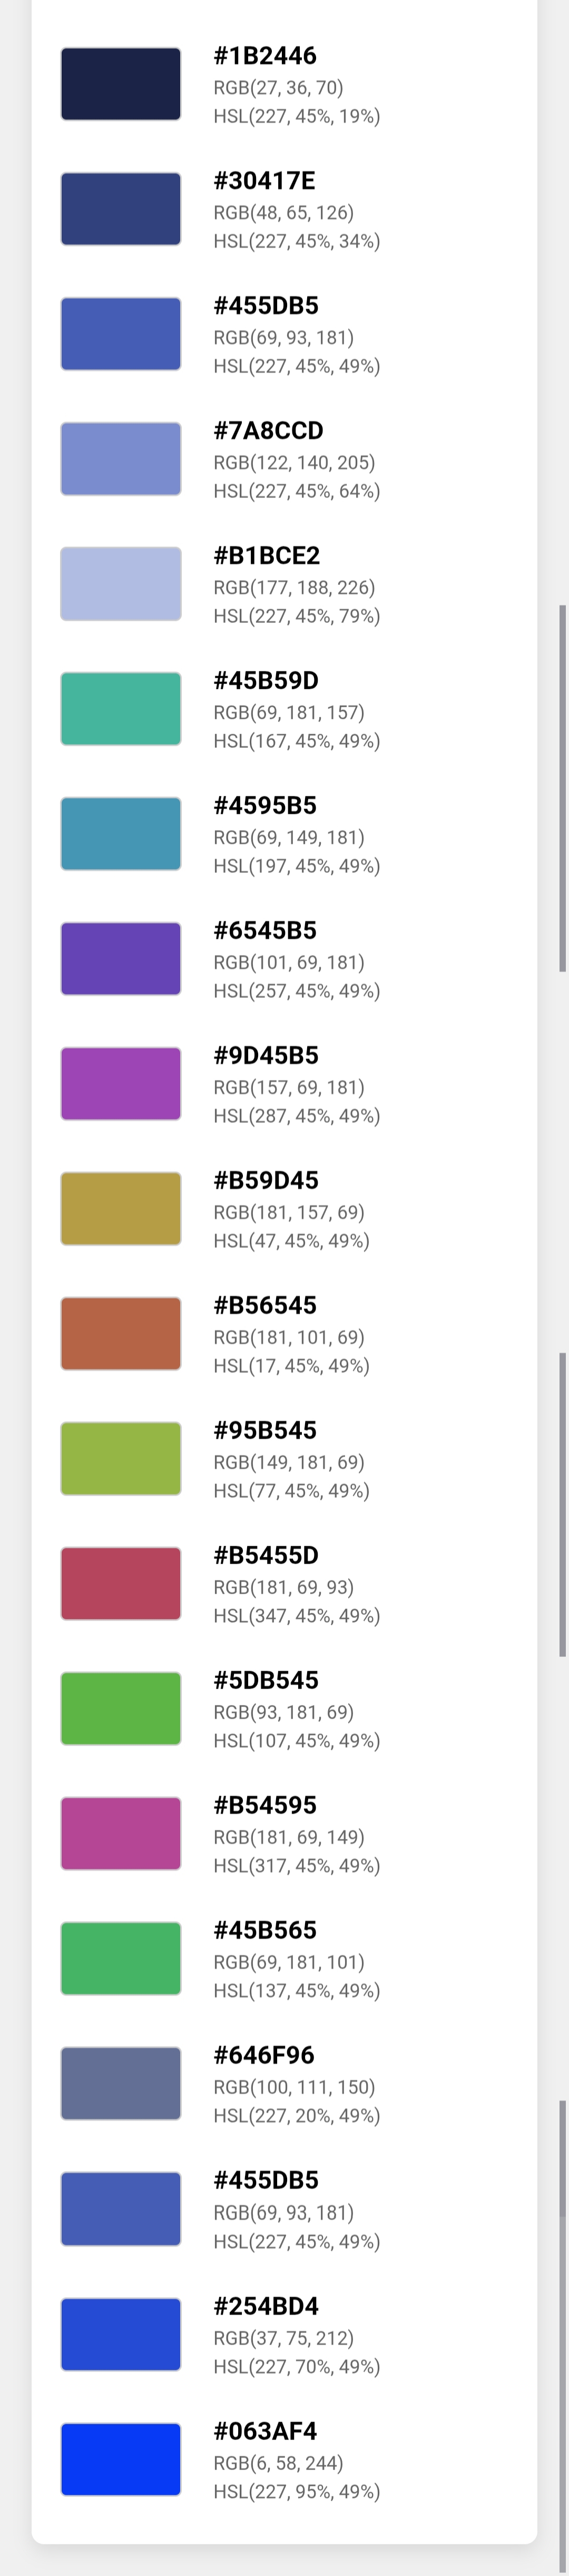 #1B2446
RGB(27, 36, 70)
HSL(227, 45%, 19%)
#30417E
RGB(48, 65, 126)
HSL(227, 45%, 34%)
#455DB5
RGB(69, 93, 181)
HSL(227, 45%, 49%)
#7A8CCD
RGB(122, 140, 205)
HSL(227, 45%, 64%)
#B1BCE2
RGB(177, 188, 226)
HSL(227, 45%, 79%)
#45B59D
RGB(69, 181, 157)
HSL(167, 45%, 49%)
#4595B5
RGB(69, 149, 181)
HSL(197, 45%, 49%)
#6545B5
RGB(101, 69, 181)
HSL(257, 45%, 49%)
#9D45B5
RGB(157, 69, 181)
HSL(287, 45%, 49%)
#B59D45
RGB(181, 157, 69)
HSL(47, 45%, 49%)
#B56545
RGB(181, 101, 69)
HSL(17, 45%, 49%)
#95B545
RGB(149, 181, 69)
HSL(77, 45%, 49%)
#B5455D
RGB(181, 69, 93)
HSL(347, 45%, 49%)
#5DB545
RGB(93, 181, 69)
HSL(107, 45%, 49%)
#B54595
RGB(181, 69, 149)
HSL(317, 45%, 49%)
#45B565
RGB(69, 181, 101)
HSL(137, 45%, 49%)
#646F96
RGB(100, 111, 150)
HSL(227, 20%, 49%)
#455DB5
RGB(69, 93, 181)
HSL(227, 45%, 49%)
#254BD4
RGB(37, 75, 212)
HSL(227, 70%, 49%)
#063AF4
RGB(6, 58, 244)
HSL(227, 95%, 49%)